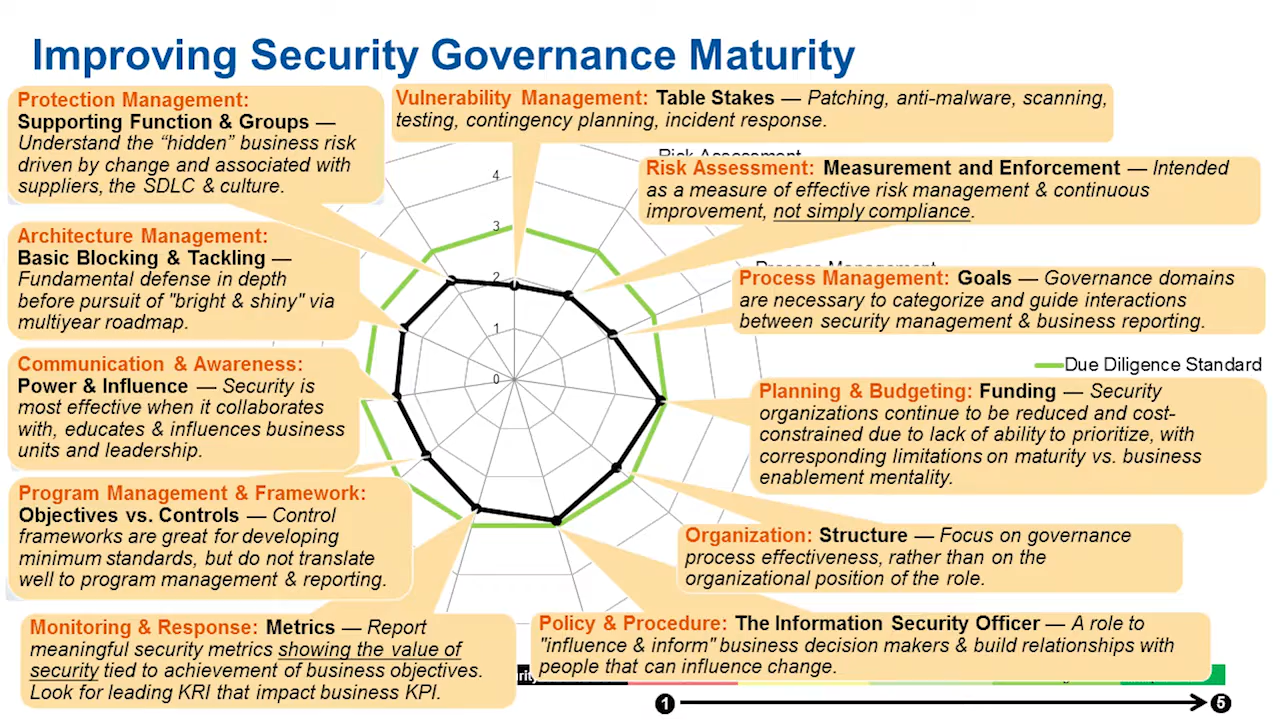 Improving Security Governance Maturity
Protection Management:
Supporting Function & Groups —
Understand the “hidden” business risk
driven by change and associated with
suppliers, the SDLC & culture.
Vulnerability Management: Table Stakes — Patching, anti-malware, scanning,
testing, contingency planning, incident response.
Risk Assessment
Risk Assessment: Measurement and Enforcement — Intended
as a measure of effective risk management & continuous
improvement, not simply compliance.
Architecture Management:
Basic Blocking & Tackling —
Fundamental defense in depth
before pursuit of "bright & shiny" via
multiyear roadmap.
Process Management
Process Management: Goals — Governance domains
are necessary to categorize and guide interactions
between security management & business reporting.
4
3
2
1
0
Due Diligence Standard
Communication & Awareness:
Power & Influence — Security is
most effective when it collaborates
with, educates & influences business
units and leadership.
Planning & Budgeting: Funding — Security
organizations continue to be reduced and cost-
constrained due to lack of ability to prioritize, with
corresponding limitations on maturity vs. business
enablement mentality.
Program Management & Framework:
Objectives vs. Controls — Control
frameworks are great for developing
minimum standards, but do not translate
well to program management & reporting.
Organization: Structure — Focus on governance
process effectiveness, rather than on the
organizational position of the role.
Monitoring & Response: Metrics — Report
meaningful security metrics showing the value of
security tied to achievement of business objectives.
Look for leading KRI that impact business KPI.
Policy & Procedure: The Information Security Officer — A role to
"influence & inform" business decision makers & build relationships with
people that can influence change.
1
5